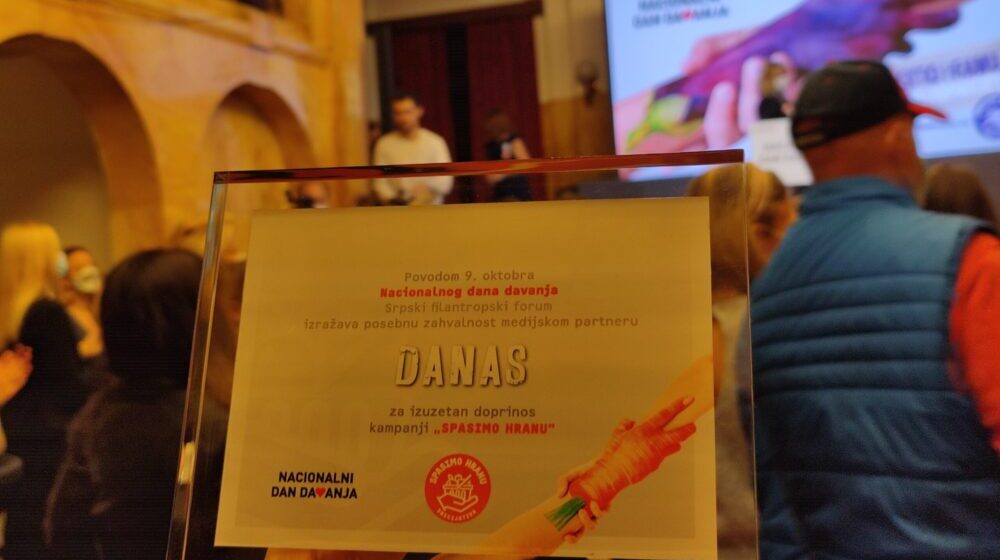 NACIONALNI
DAN DAVANJA
Povodom 9. oktobra
Nacionalnog dana davanja
Srpski filantropski forum
izražava posebnu zahvalnost medijskom partneru
DANAS
za izuzetan doprinos
kampanji „SPASIMO HRANU“
NACIONALNI
DAN DAVANJA
SPASIMO HRANU